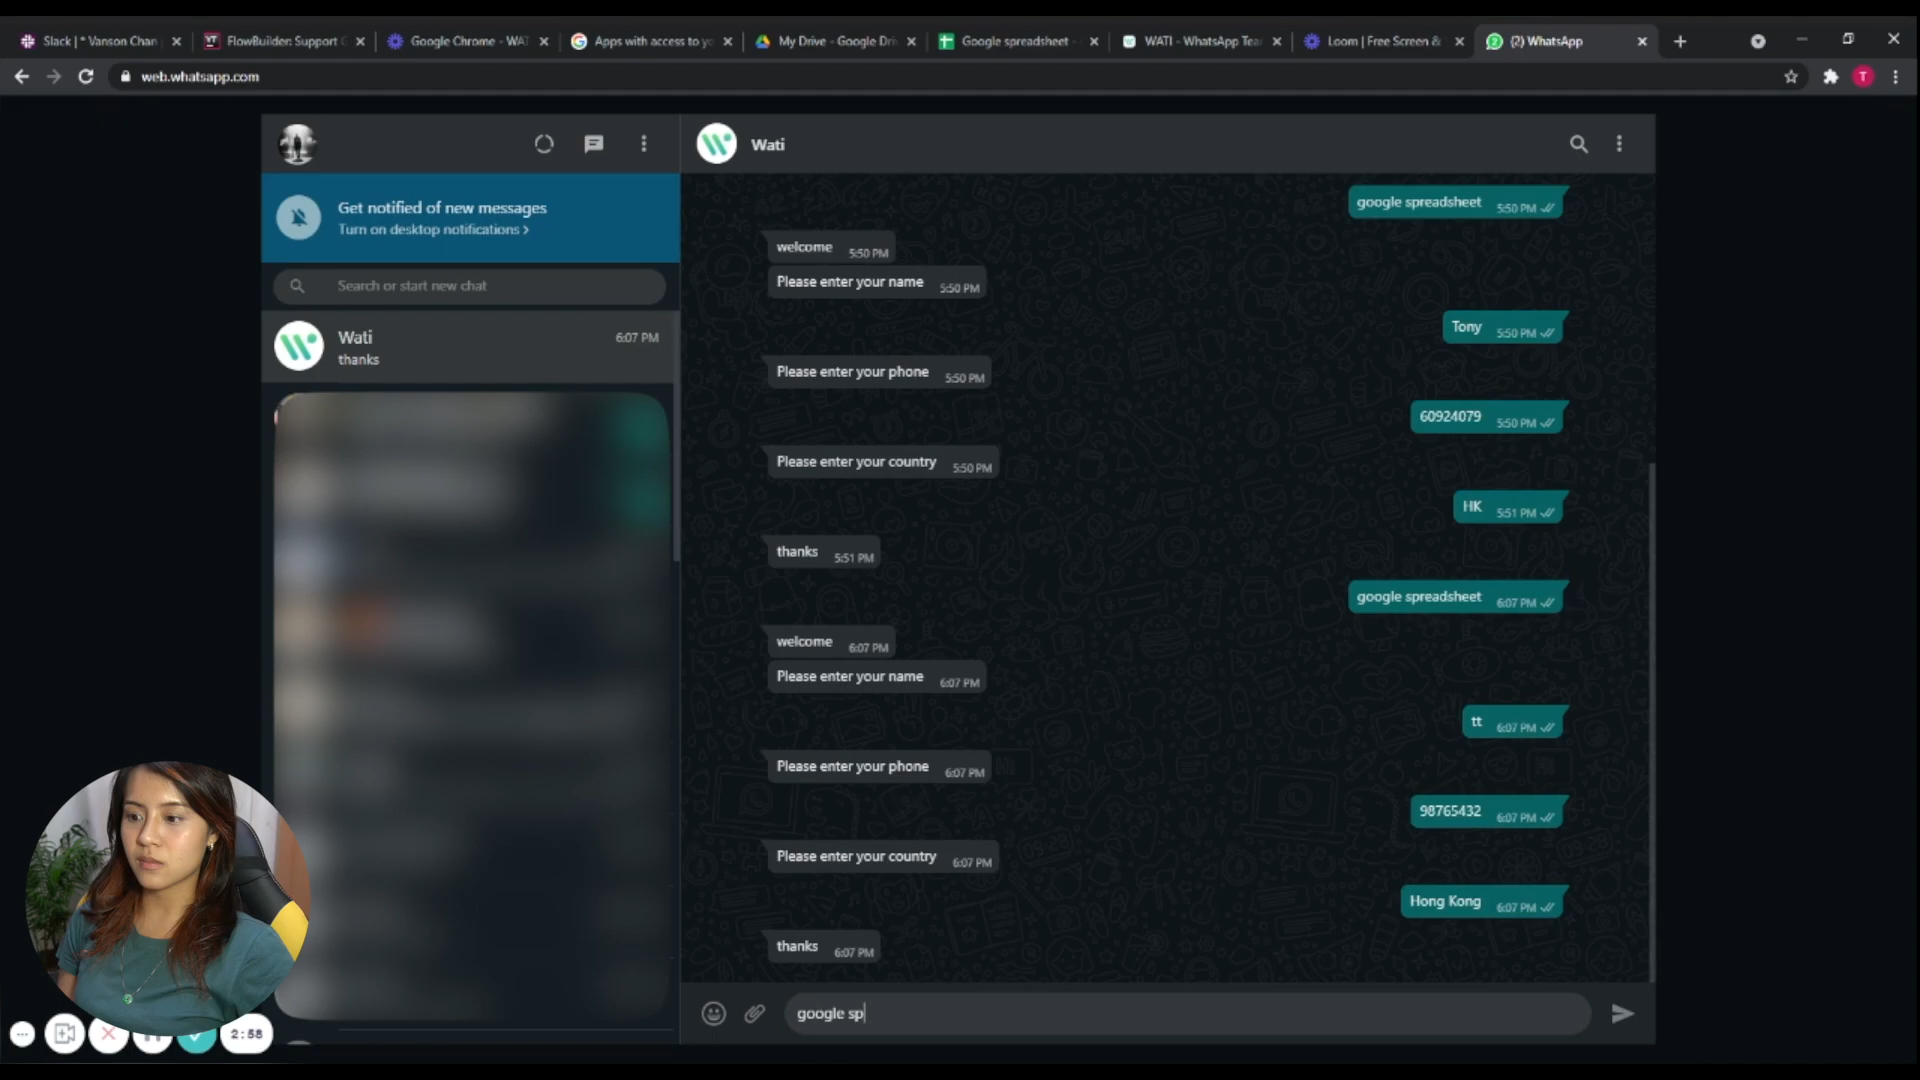 Slack | * Vanson Chan
FlowBuilder: Support
Google Chrome - WAT
Apps with access to yo
My Drive - Google Dri
Google spreadsheet -
WATI - WhatsApp Tea
Loom | Free Screen &
(2) WhatsApp
web.whatsapp.com
T
Wati
Get notified of new messages
Turn on desktop notifications >
Search or start new chat
Wati
6:07 PM
thanks
google spreadsheet 5:50 PM
welcome 5:50 PM
Please enter your name 5:50 PM
Tony 5:50 PM
Please enter your phone 5:50 PM
60924079 5:50 PM
Please enter your country 5:50 PM
HK 5:51 PM
thanks 5:51 PM
google spreadsheet 6:07 PM
welcome 6:07 PM
Please enter your name 6:07 PM
tt 6:07 PM
Please enter your phone 6:07 PM
98765432 6:07 PM
Please enter your country 6:07 PM
Hong Kong 6:07 PM
thanks 6:07 PM
google sp
2:58